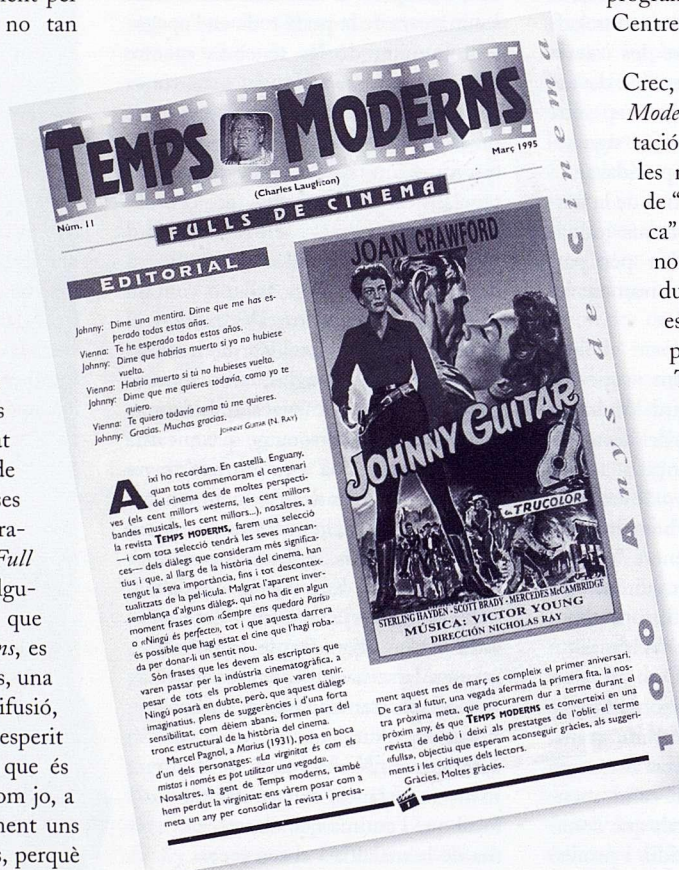 ment per
no tan
s
at
de
ses
ra-
Full
lgu-
que
ns, es
s, una
ifusió,
esperit
que és
om jo, a
nent uns
s, perquè
TEMPS MODERNS
(Charles Laughton)
Núm. 11
Març 1995
FULLS DE CINEMA
EDITORIAL
Johnny: Dime una mentira. Dime que me has es-
perado todos estos años.
Vienna: Te he esperado todos estos años.
Johnny: Dime que habrías muerto si yo no hubiese
vuelto.
Vienna: Habría muerto si tú no hubieses vuelto.
Johnny: Dime que me quieres todavía, como yo te
quiero.
Vienna: Te quiero todavía como tú me quieres.
Johnny: Gracias. Muchas gracias.
JOHNNY GUITAR (N. RAY)
Així ho recordam. En castellà. Enguany,
quan tots commemoram el centenari
del cinema des de moltes perspecti-
ves (els cent millors westerns, les cent millors
bandes musicals, les cent millors...), nosaltres, a
la revista TEMPS MODERNS, farem una selecció
—i com tota selecció tendrà les seves mancan-
ces— dels diàlegs que consideram més significa-
tius i que, al llarg de la història del cinema, han
tengut la seva importància, fins i tot descontex-
tualitzats de la pel·lícula. Malgrat l'aparent inver-
semblança d'alguns diàlegs, qui no ha dit en algun
moment frases com «Sempre ens quedarà París»
o «Ningú és perfecte», tot i que aquesta darrera
és possible que hagi estat el cine que l'hagi roba-
da per donar-li un sentit nou.
Són frases que les devem als escriptors que
varen passar per la indústria cinematogràfica, a
pesar de tots els problemes que varen tenir.
Ningú posarà en dubte, però, que aquest diàlegs
imaginatius, plens de suggerències i d'una forta
sensibilitat, com dèiem abans, formen part del
tronc estructural de la història del cinema.
Marcel Pagnol, a Marius (1931), posa en boca
d'un dels personatges: «La virginitat és com els
mistos i només es pot utilitzar una vegada».
Nosaltres, la gent de Temps moderns, també
hem perdut la virginitat: ens vàrem posar com a
meta un any per consolidar la revista i precisa-
JOAN CRAWFORD
JOHNNY GUITAR
en TRUCOLOR
STERLING HAYDEN - SCOTT BRADY - MERCEDES McCAMBRIDGE
MÚSICA: VICTOR YOUNG
DIRECCIÓN NICHOLAS RAY
ment aquest mes de març es compleix el primer aniversari.
De cara al futur, una vegada afermada la primera fita, la nos-
tra pròxima meta, que procurarem dur a terme durant el
pròxim any, és que TEMPS MODERNS es converteixi en una
revista de debò i deixi als prestatges de l'oblit el terme
«fulls», objectiu que esperam aconseguir gràcies, als suggeri-
ments i les crítiques dels lectors.
Gràcies. Moltes gràcies.
1
100 Anys de cinema
progra
Centre
Crec,
Mode
tació
les r
de “
ca”
no
du
es
p